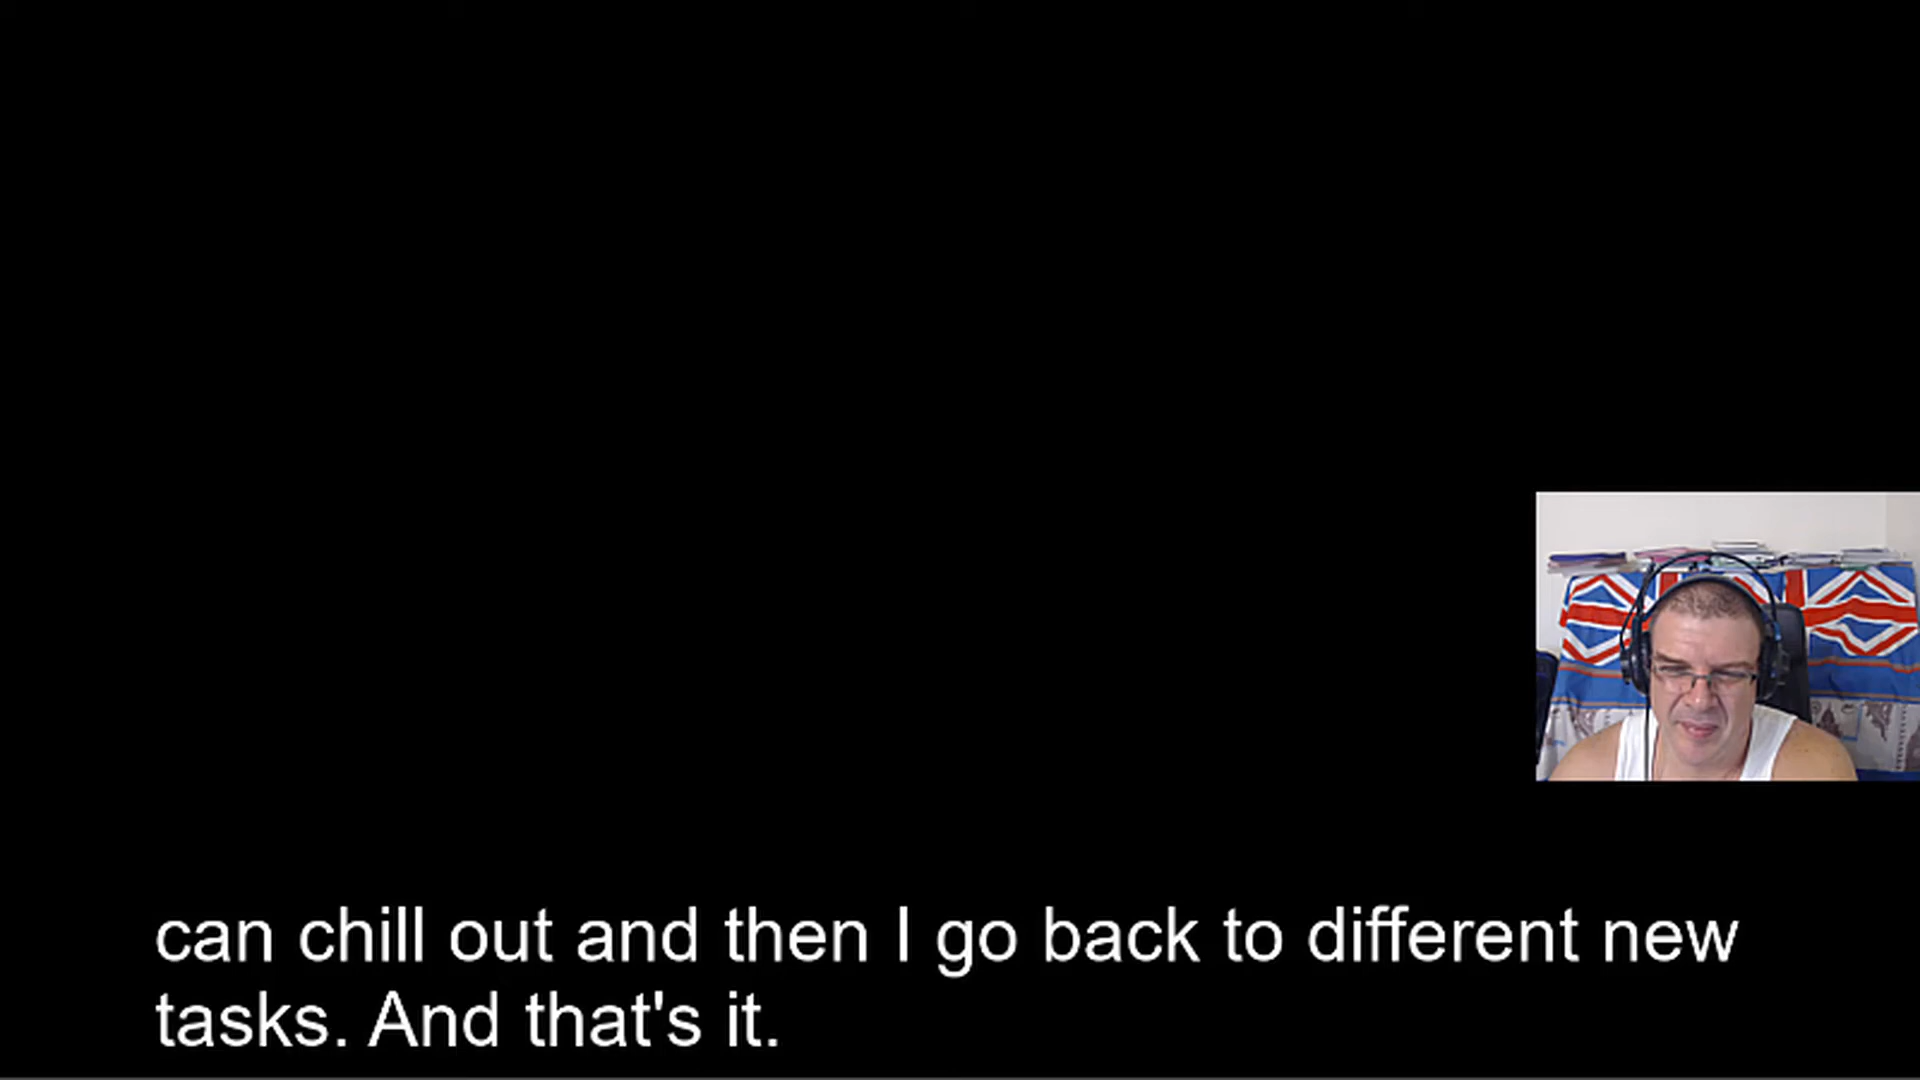 can chill out and then I go back to different new
tasks. And that's it.